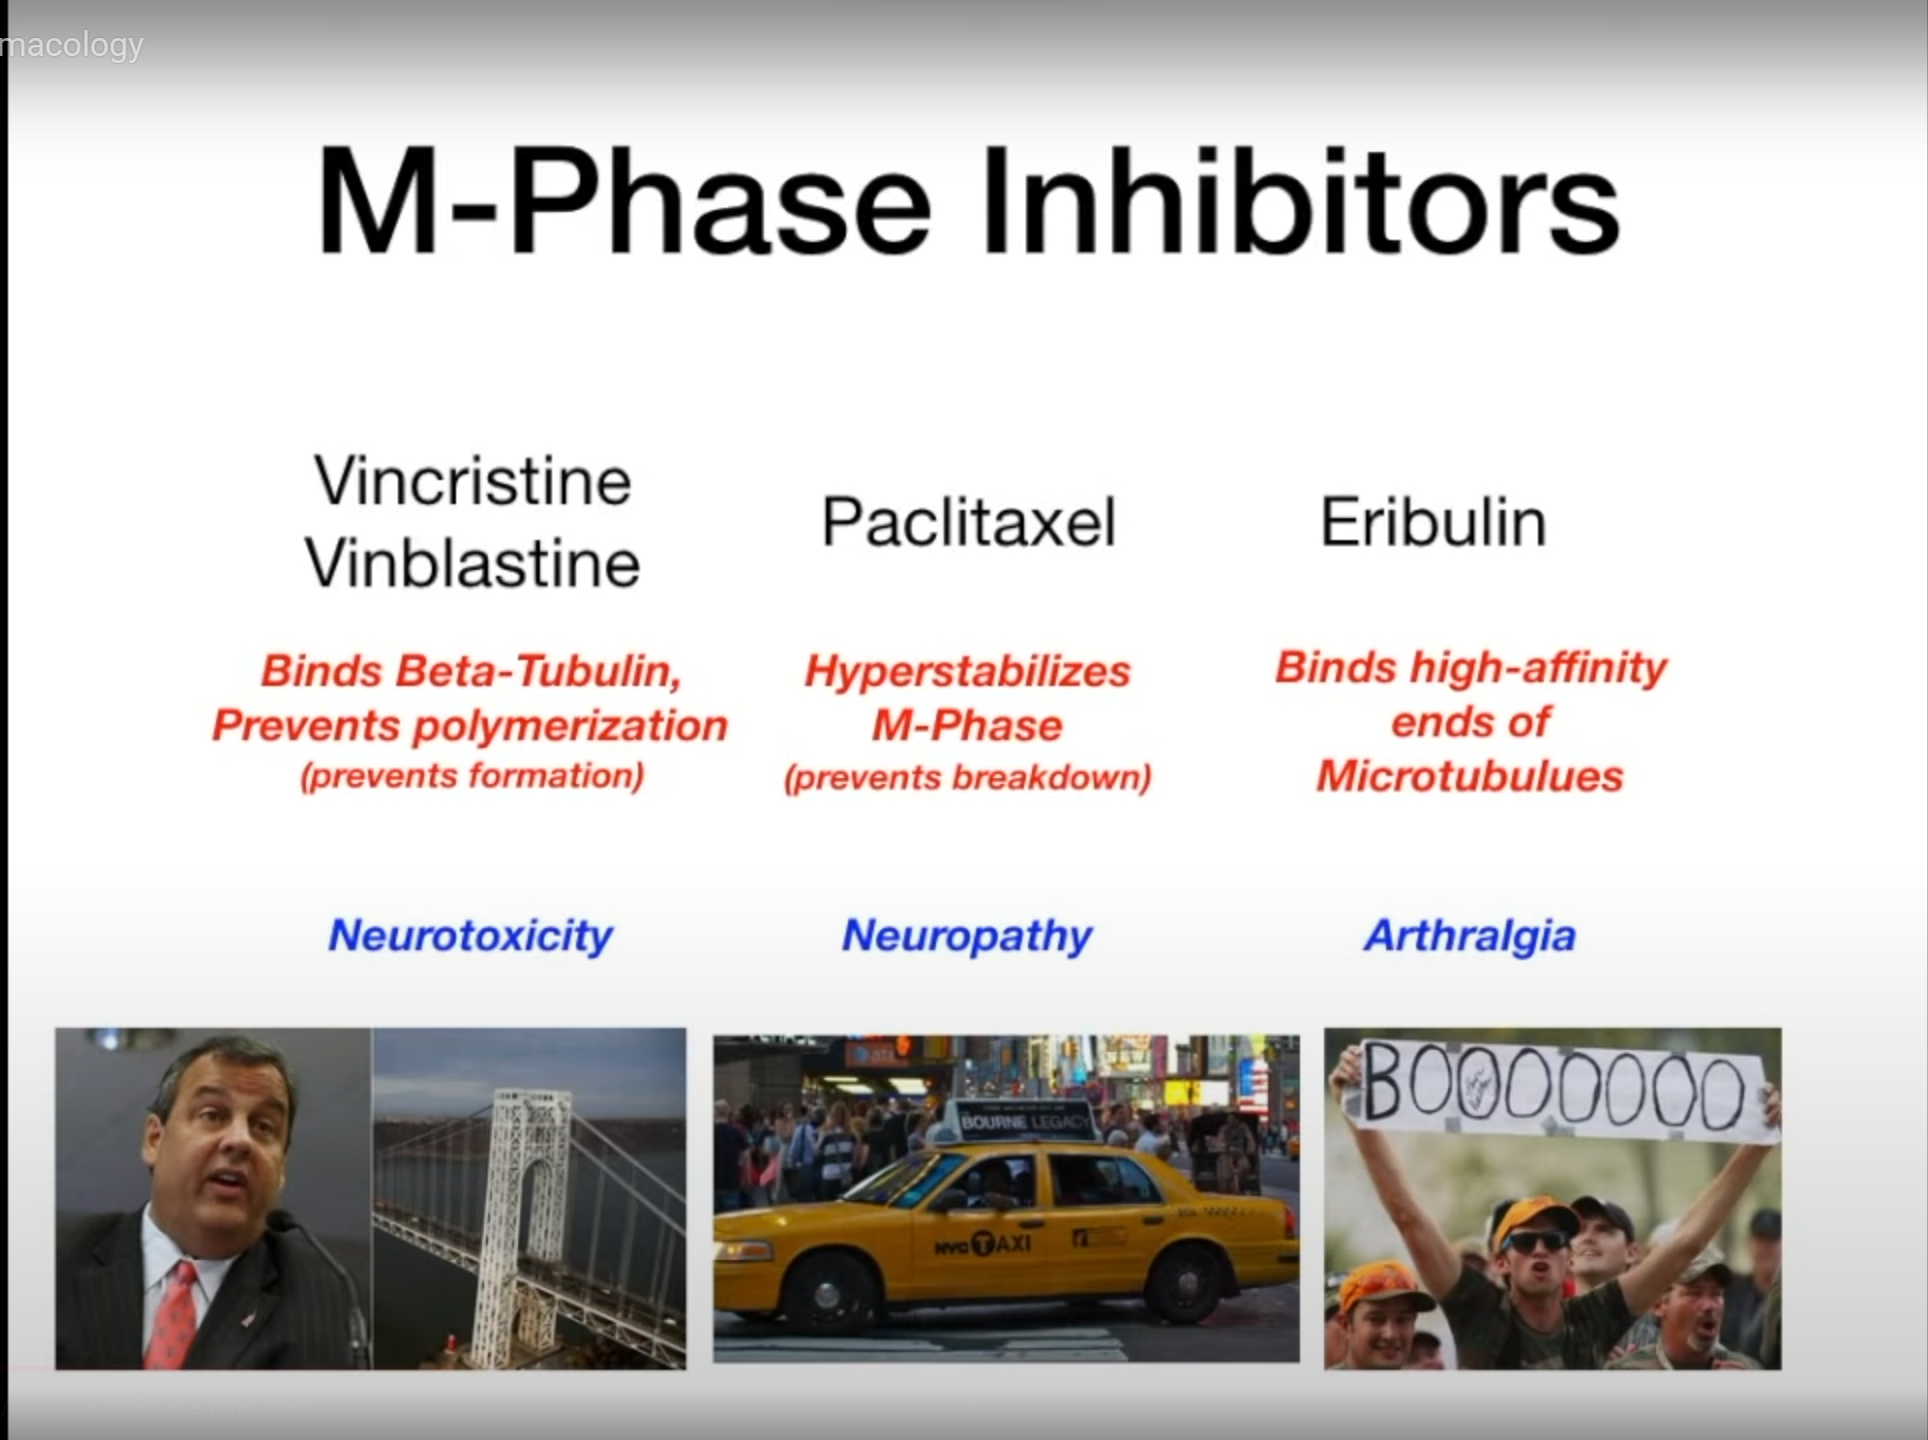 macology
M-Phase Inhibitors
Vincristine
Vinblastine
Paclitaxel
Eribulin
Binds Beta-Tubulin,
Prevents polymerization
(prevents formation)
Hyperstabilizes
M-Phase
(prevents breakdown)
Binds high-affinity
ends of
Microtubulues
Neurotoxicity
Neuropathy
Arthralgia
BOURNE LEGACY
NYC TAXI
BOOOOOOO